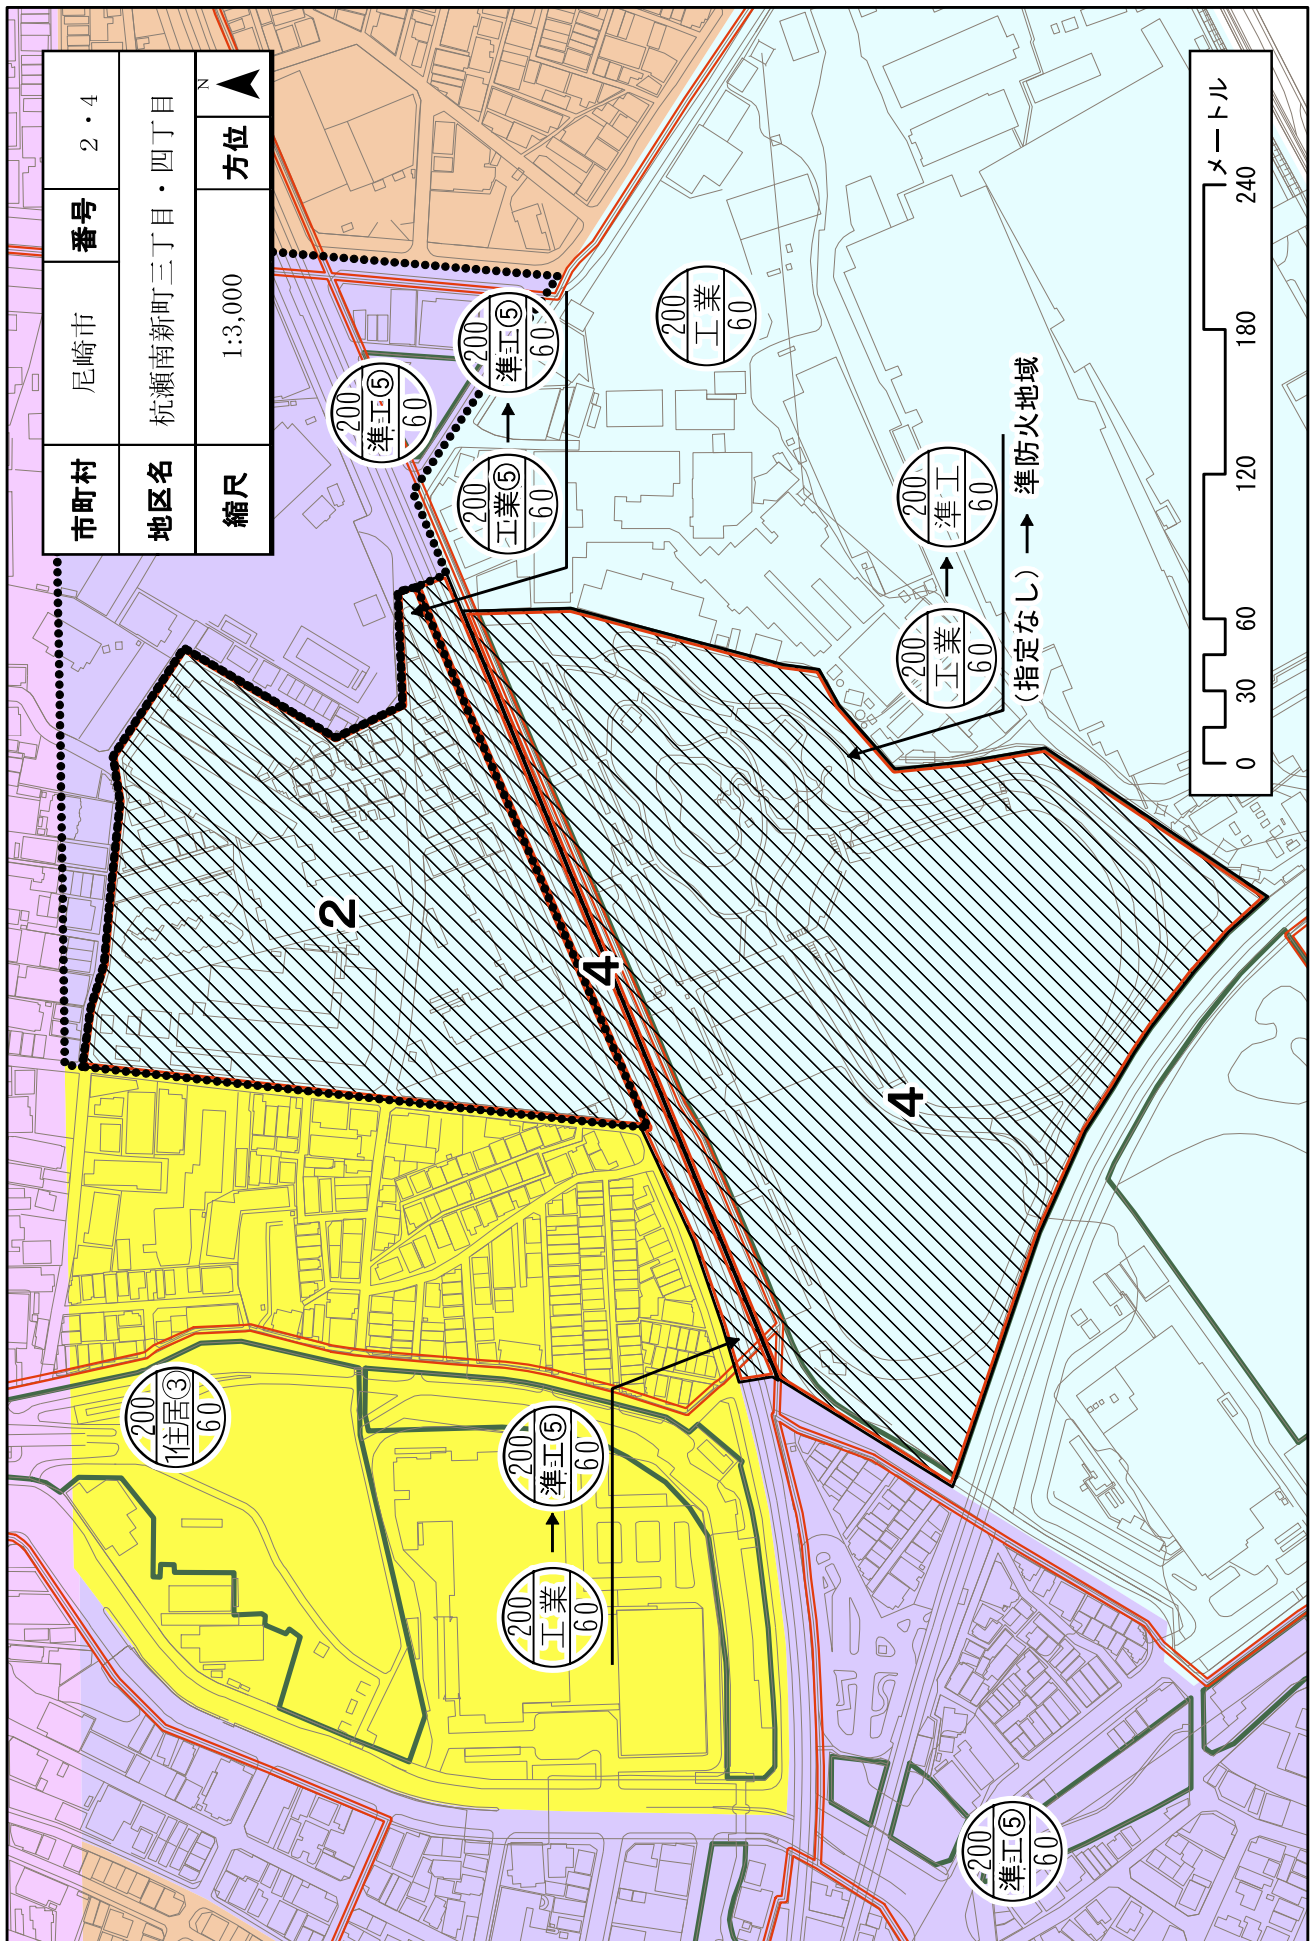 市町村 尼崎市 番号 2・4
地区名 杭瀬南新町三丁目・四丁目
縮尺 1:3,000 方位 N
200
1住居③
60
200
準工⑤
60
200
工業⑤
60
→
200
準工⑤
60
2
200
工業
60
→
200
準工⑤
60
4
200
工業
60
4
200
工業
60
→
200
準工
60
(指定なし) → 準防火地域
200
準工⑤
60
0 30 60 120 180 240
メートル